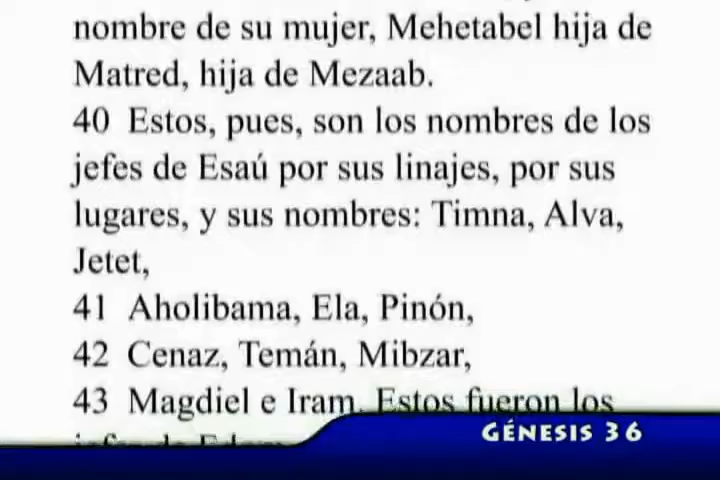 nombre de su mujer, Mehetabel hija de
Matred, hija de Mezaab.
40 Estos, pues, son los nombres de los
jefes de Esaú por sus linajes, por sus
lugares, y sus nombres: Timna, Alva,
Jetet,
41 Aholibama, Ela, Pinón,
42 Cenaz, Temán, Mibzar,
43 Magdiel e Iram. Estos fueron los
GÉNESIS 36